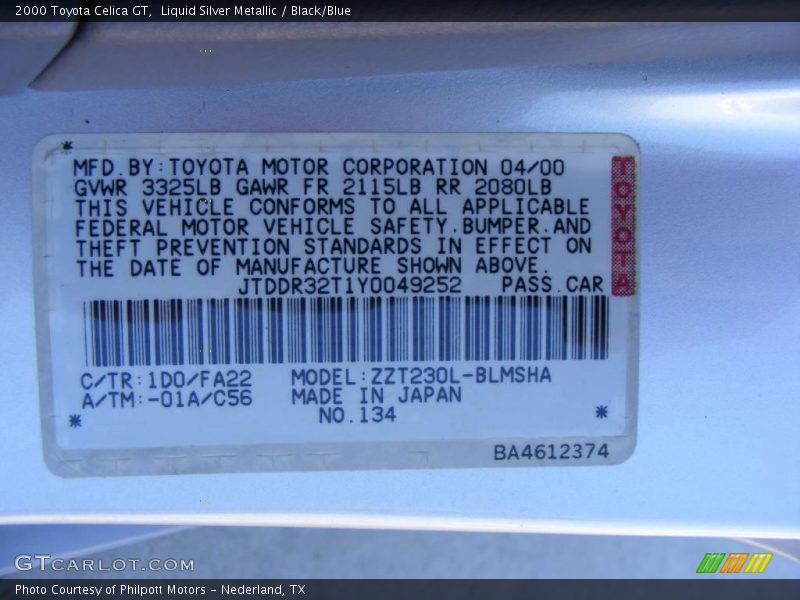 2000 Toyota Celica GT,  Liquid Silver Metallic / Black/Blue
MFD.BY:TOYOTA MOTOR CORPORATION 04/00
GVWR 3325LB GAWR FR 2115LB RR 2080LB
THIS VEHICLE CONFORMS TO ALL APPLICABLE
FEDERAL MOTOR VEHICLE SAFETY.BUMPER.AND
THEFT PREVENTION STANDARDS IN EFFECT ON
THE DATE OF MANUFACTURE SHOWN ABOVE.
JTDDR32T1Y0049252 PASS.CAR
TOYOTA
C/TR:1D0/FA22 MODEL:ZZT230L-BLMSHA
A/TM:-01A/C56 MADE IN JAPAN
NO.134
BA4612374
GTCARLOT.COM
Photo Courtesy of Philpott Motors - Nederland, TX